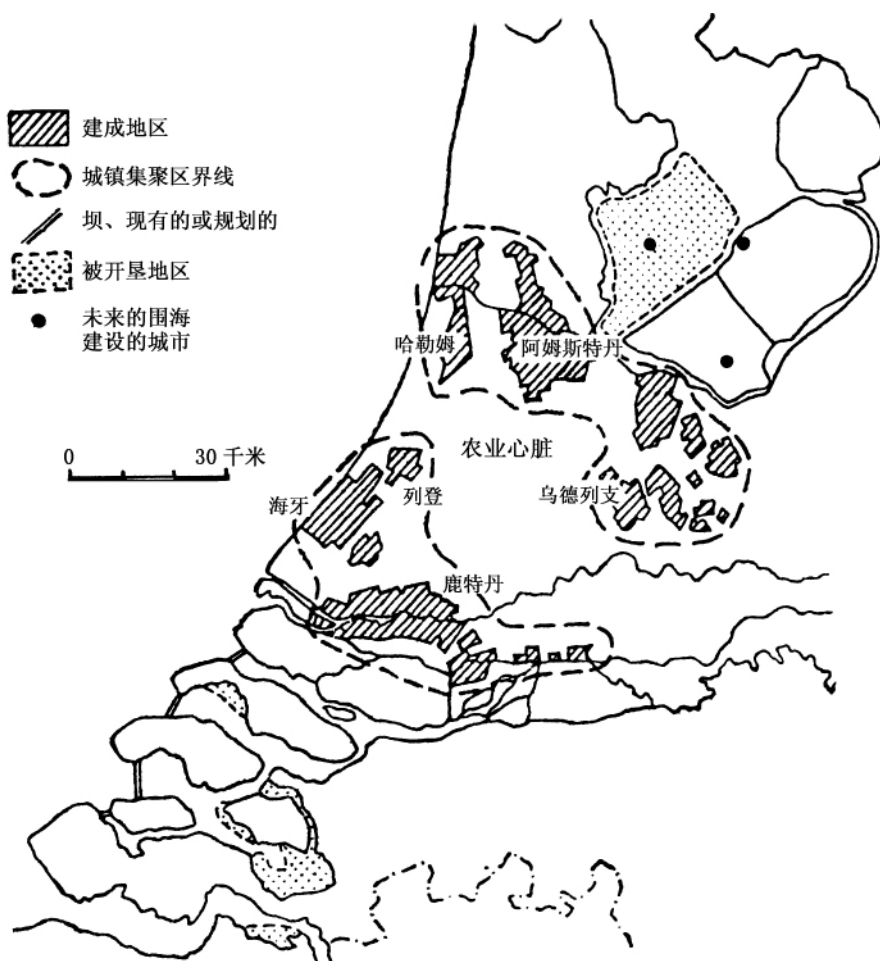 建成地区
城镇集聚区界线
坝、现有的或规划的
被开垦地区
未来的围海
建设的城市
0 30 千米
哈勒姆
阿姆斯特丹
农业心脏
海牙
列登
乌德列支
鹿特丹